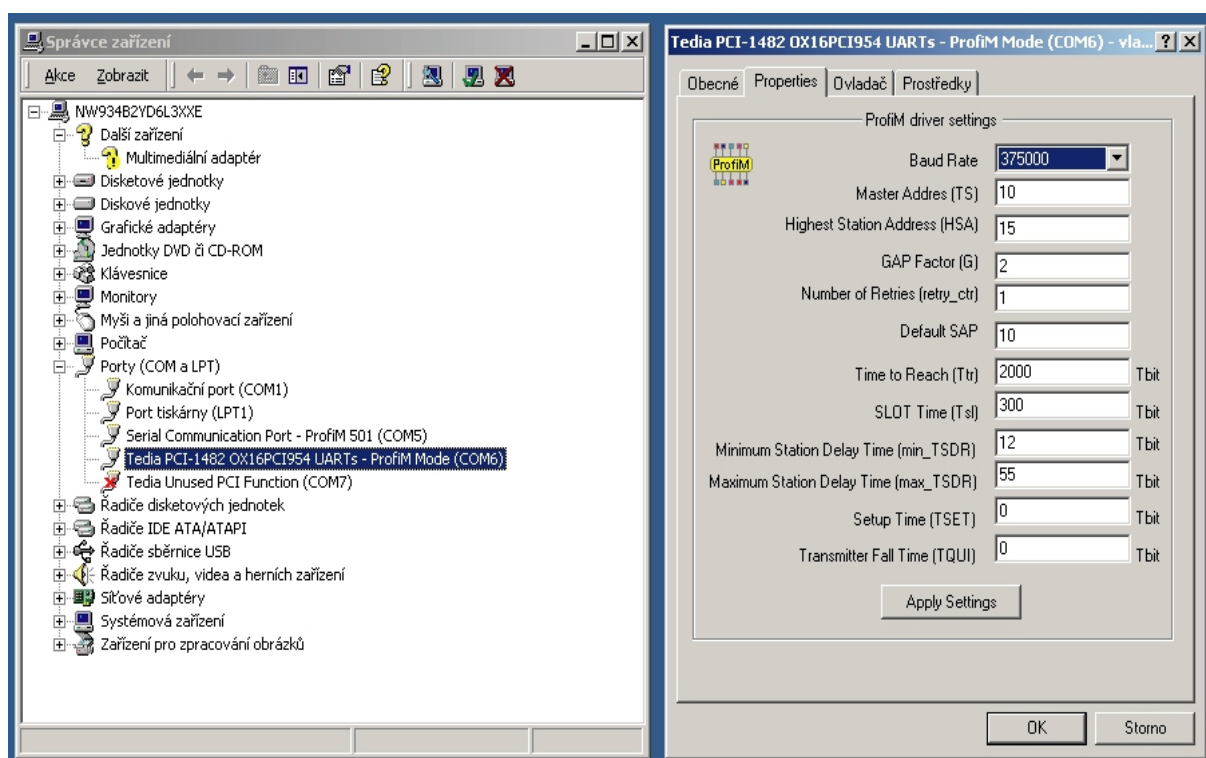 Správce zařízení
Akce Zobrazit
NW934B2YD6L3XXE
Další zařízení
Multimediální adaptér
Disketové jednotky
Diskové jednotky
Grafické adaptéry
Jednotky DVD či CD-ROM
Klávesnice
Monitory
Myši a jiná polohovací zařízení
Počítač
Porty (COM a LPT)
Komunikační port (COM1)
Port tiskárny (LPT1)
Serial Communication Port - ProfiM 501 (COM5)
Tedia PCI-1482 OX16PCI954 UARTs - ProfiM Mode (COM6)
Tedia Unused PCI Function (COM7)
Řadiče disketových jednotek
Řadiče IDE ATA/ATAPI
Řadiče sběrnice USB
Řadiče zvuku, videa a herních zařízení
Síťové adaptéry
Systémová zařízení
Zařízení pro zpracování obrázků
Tedia PCI-1482 OX16PCI954 UARTs - ProfiM Mode (COM6) - vla...
Obecné Properties Ovladač Prostředky
ProfiM driver settings
ProfiM
Baud Rate 375000
Master Addres (TS) 10
Highest Station Address (HSA) 15
GAP Factor (G) 2
Number of Retries (retry_ctr) 1
Default SAP 10
Time to Reach (Ttr) 2000 Tbit
SLOT Time (Tsl) 300 Tbit
Minimum Station Delay Time (min_TSDR) 12 Tbit
Maximum Station Delay Time (max_TSDR) 55 Tbit
Setup Time (TSET) 0 Tbit
Transmitter Fall Time (TQUI) 0 Tbit
Apply Settings
OK Storno